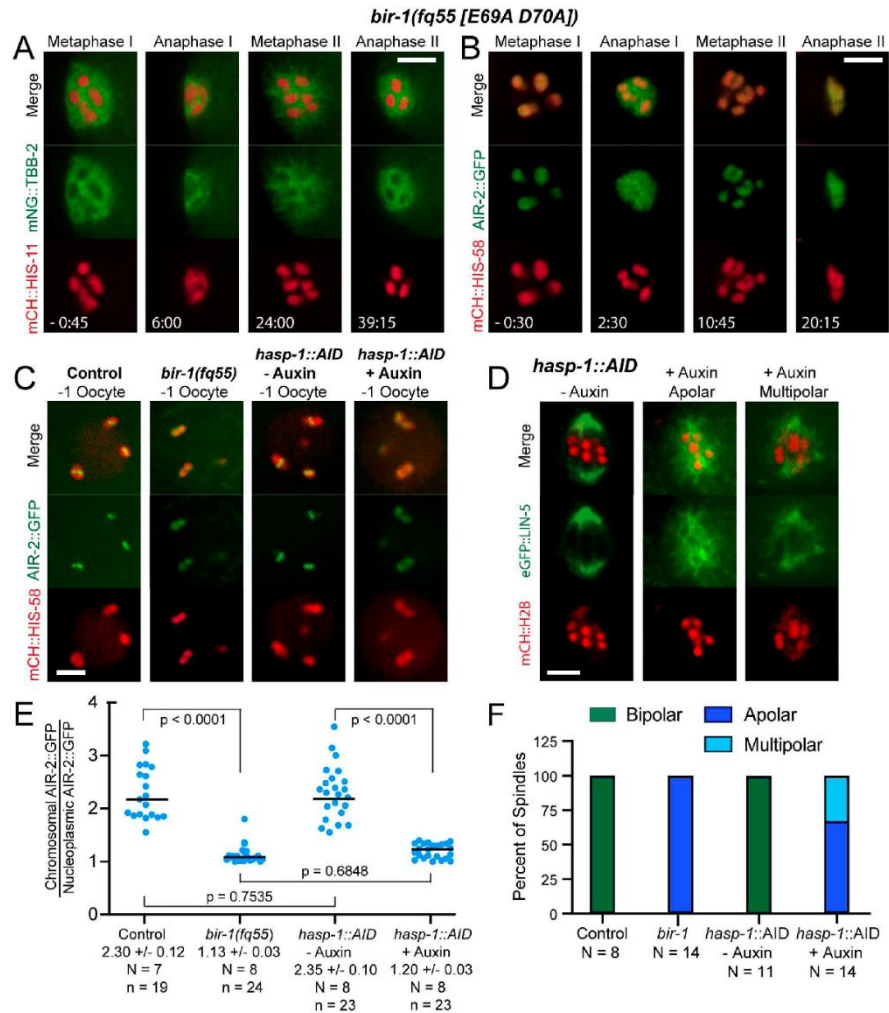 bir-1(fq55 [E69A D70A])
A
Metaphase I Anaphase I Metaphase II Anaphase II
Merge
mNG::TBB-2
mCH::HIS-11
- 0:45 6:00 24:00 39:15
B
Metaphase I Anaphase I Metaphase II Anaphase II
Merge
AIR-2::GFP
mCH::HIS-58
- 0:30 2:30 10:45 20:15
C
Control bir-1(fq55) hasp-1::AID - Auxin hasp-1::AID + Auxin
-1 Oocyte -1 Oocyte -1 Oocyte -1 Oocyte
Merge
AIR-2::GFP
mCH::HIS-58
D
hasp-1::AID
- Auxin + Auxin Apolar + Auxin Multipolar
Merge
eGFP::LIN-5
mCH::H2B
E
Chromosomal AIR-2::GFP
Nucleoplasmic AIR-2::GFP
4
3
2
1
0
p < 0.0001 p < 0.0001
p = 0.6848
p = 0.7535
Control bir-1(fq55) hasp-1::AID - Auxin hasp-1::AID + Auxin
2.30 +/- 0.12 1.13 +/- 0.03 2.35 +/- 0.10 1.20 +/- 0.03
N = 7 N = 8 N = 8 N = 8
n = 19 n = 24 n = 23 n = 23
F
Bipolar Apolar
Multipolar
Percent of Spindles
125
100
75
50
25
0
Control bir-1 hasp-1::AID - Auxin hasp-1::AID + Auxin
N = 8 N = 14 N = 11 N = 14